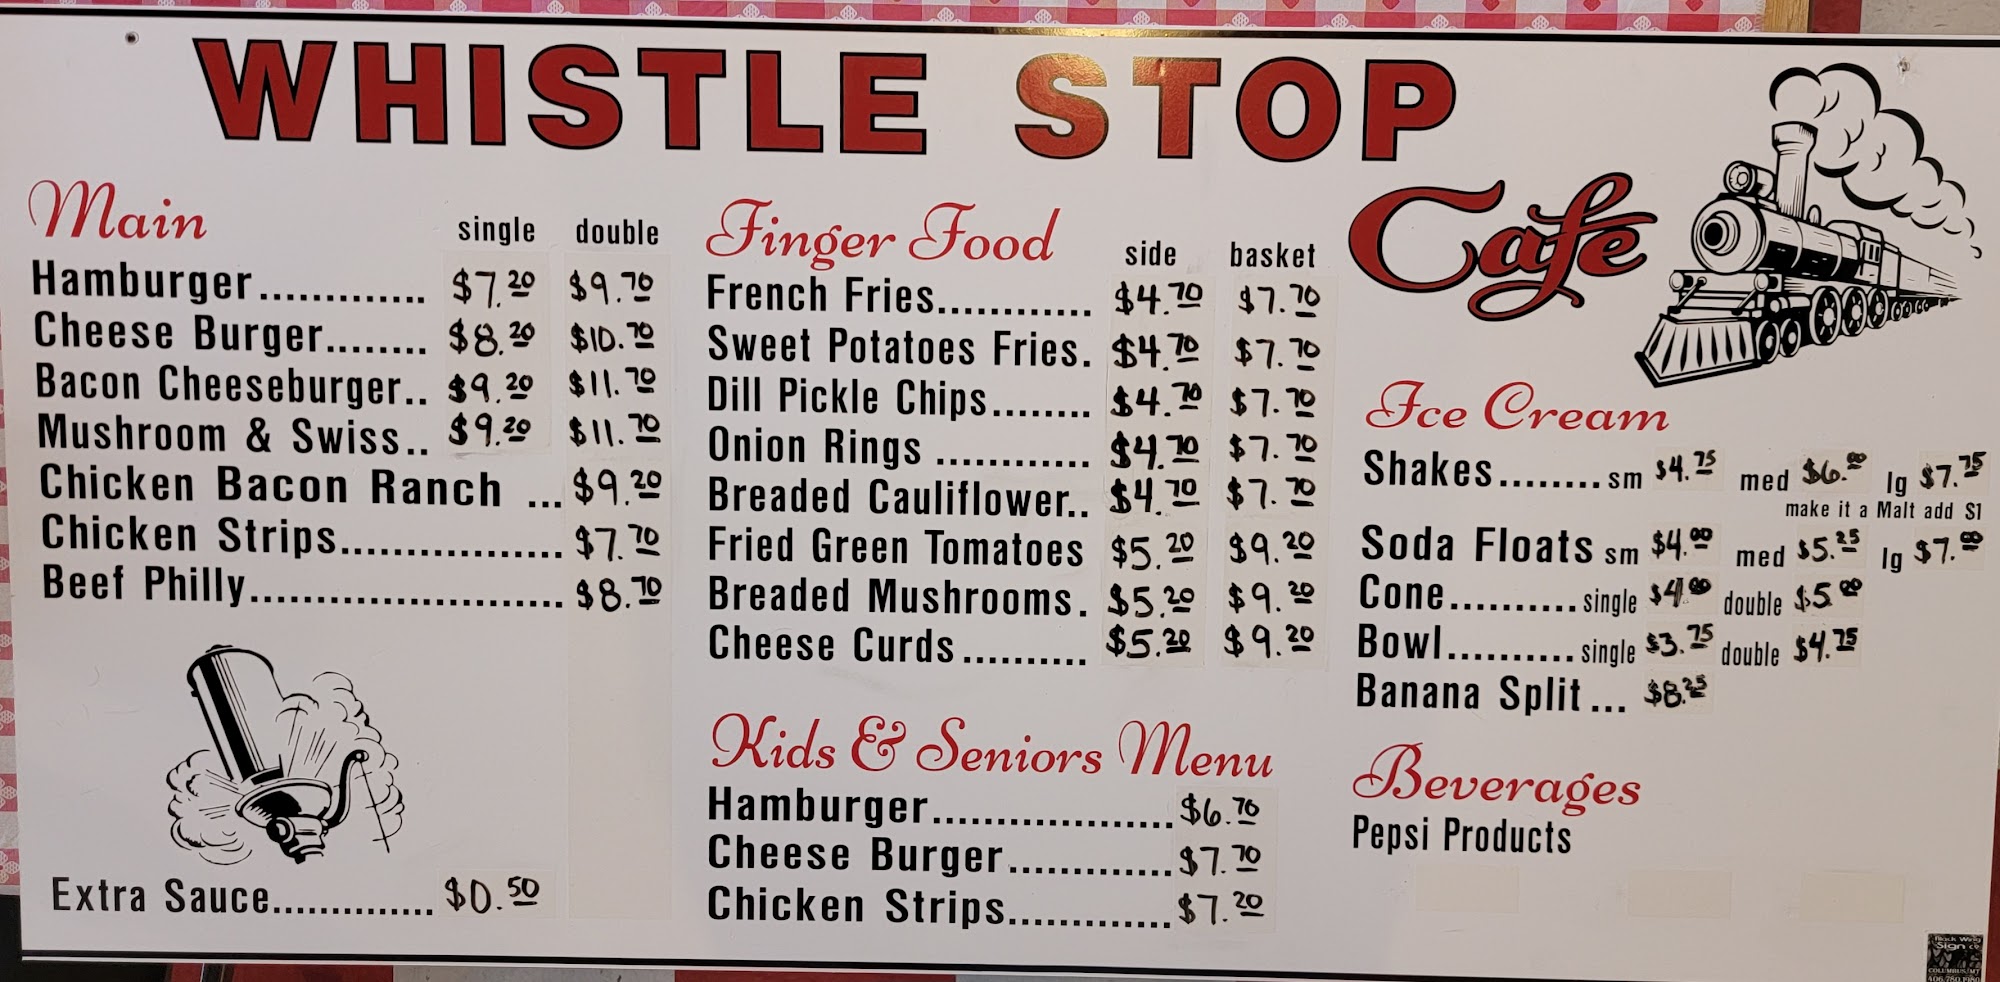 WHISTLE STOP
Cafe
Main single double
Hamburger............. $7.20 $9.70
Cheese Burger........ $8.20 $10.70
Bacon Cheeseburger.. $9.20 $11.70
Mushroom & Swiss.. $9.20 $11.70
Chicken Bacon Ranch ... $9.20
Chicken Strips................. $7.70
Beef Philly........................ $8.70
Extra Sauce.............. $0.50
Finger Food side basket
French Fries............ $4.70 $7.70
Sweet Potatoes Fries. $4.70 $7.70
Dill Pickle Chips........ $4.70 $7.70
Onion Rings ............ $4.70 $7.70
Breaded Cauliflower.. $4.70 $7.70
Fried Green Tomatoes $5.20 $9.20
Breaded Mushrooms. $5.20 $9.20
Cheese Curds.......... $5.20 $9.20
Kids & Seniors Menu
Hamburger................... $6.70
Cheese Burger............. $7.70
Chicken Strips............. $7.20
Ice Cream
Shakes........ sm $4.75 med $6.00 lg $7.75
make it a Malt add $1
Soda Floats sm $4.00 med $5.25 lg $7.00
Cone.......... single $4.00 double $5.00
Bowl.......... single $3.75 double $4.75
Banana Split ... $8.25
Beverages
Pepsi Products
Sign Co
COLUMBUS, MT
406.780.1980